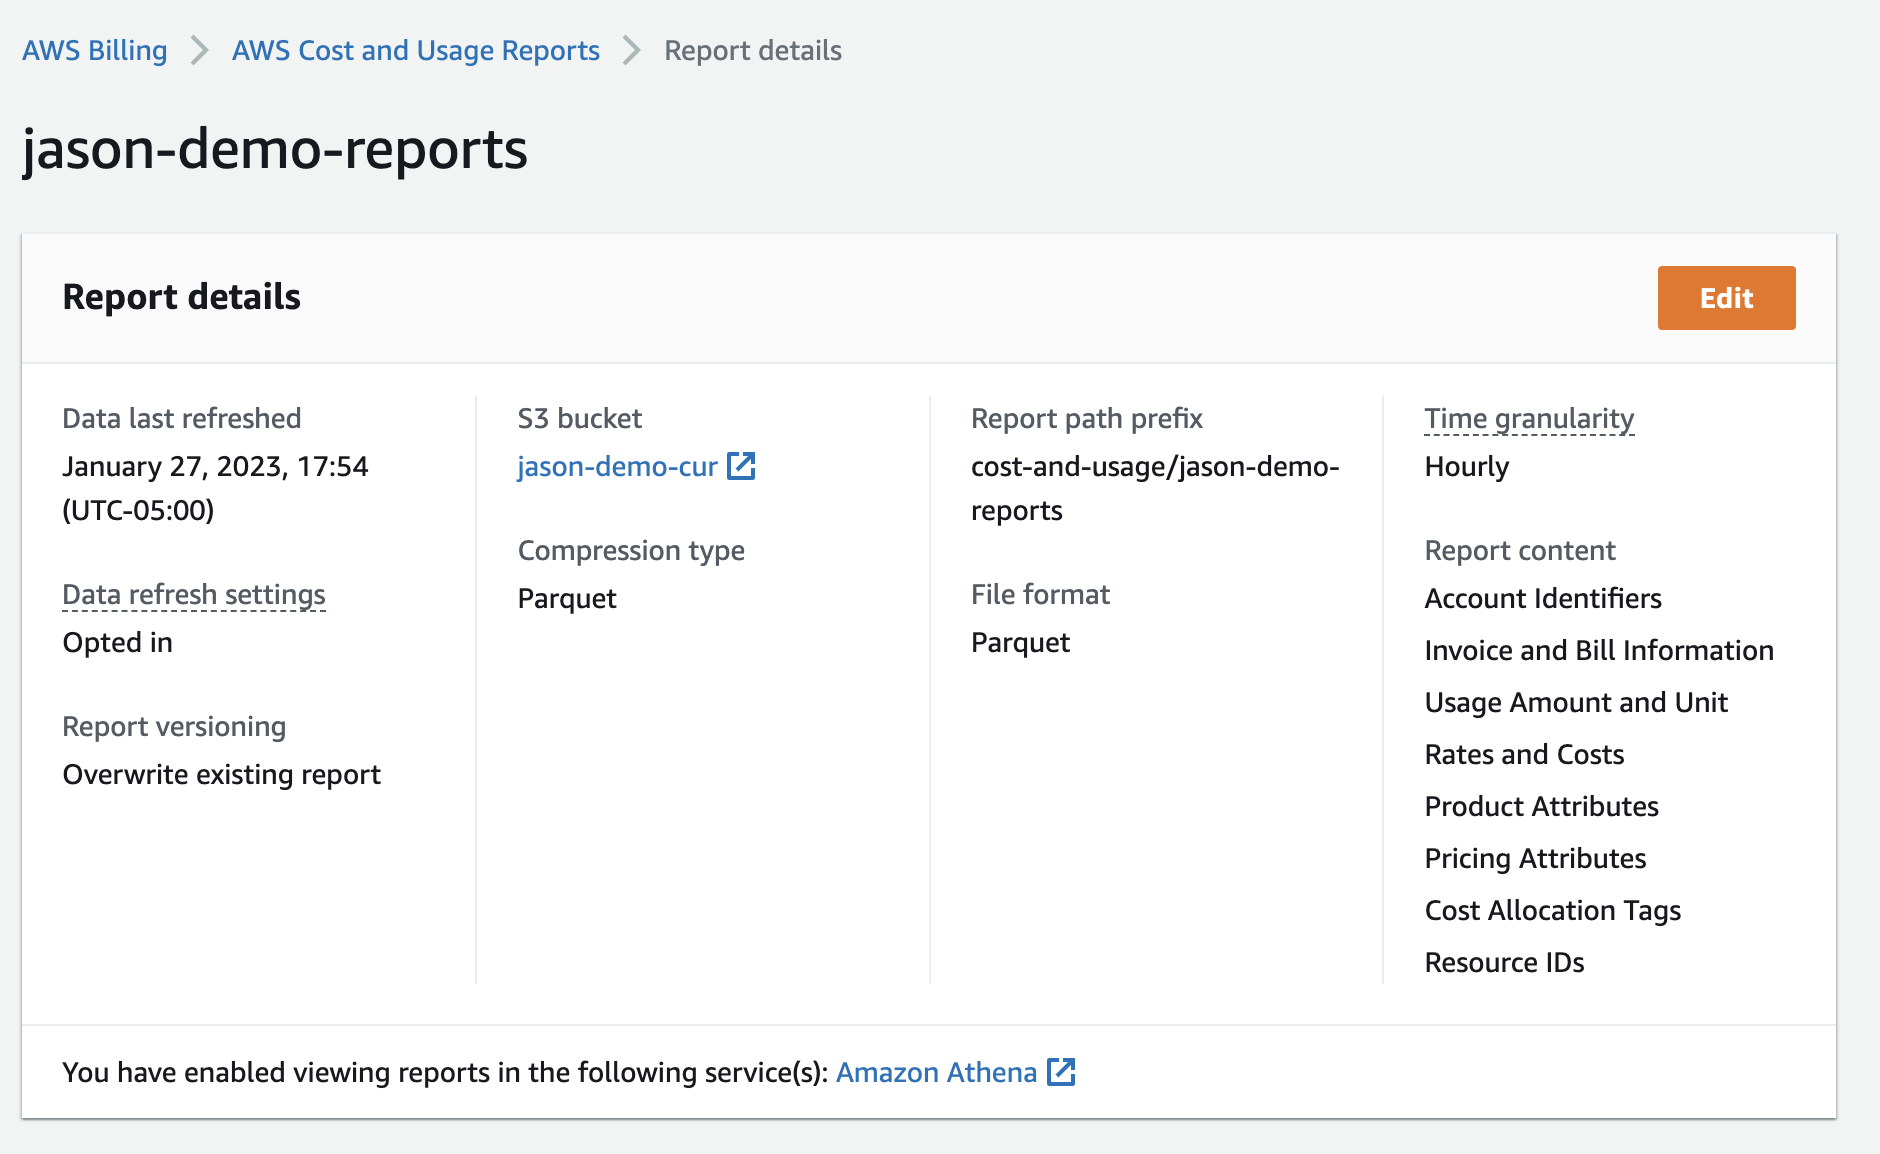 AWS Billing
AWS Cost and Usage Reports
Report details
jason-demo-reports
Report details
Edit
Data last refreshed
January 27, 2023, 17:54
(UTC-05:00)
Data refresh settings
Opted in
Report versioning
Overwrite existing report
S3 bucket
jason-demo-cur
Compression type
Parquet
Report path prefix
cost-and-usage/jason-demo-
reports
File format
Parquet
Time granularity
Hourly
Report content
Account Identifiers
Invoice and Bill Information
Usage Amount and Unit
Rates and Costs
Product Attributes
Pricing Attributes
Cost Allocation Tags
Resource IDs
You have enabled viewing reports in the following service(s): Amazon Athena